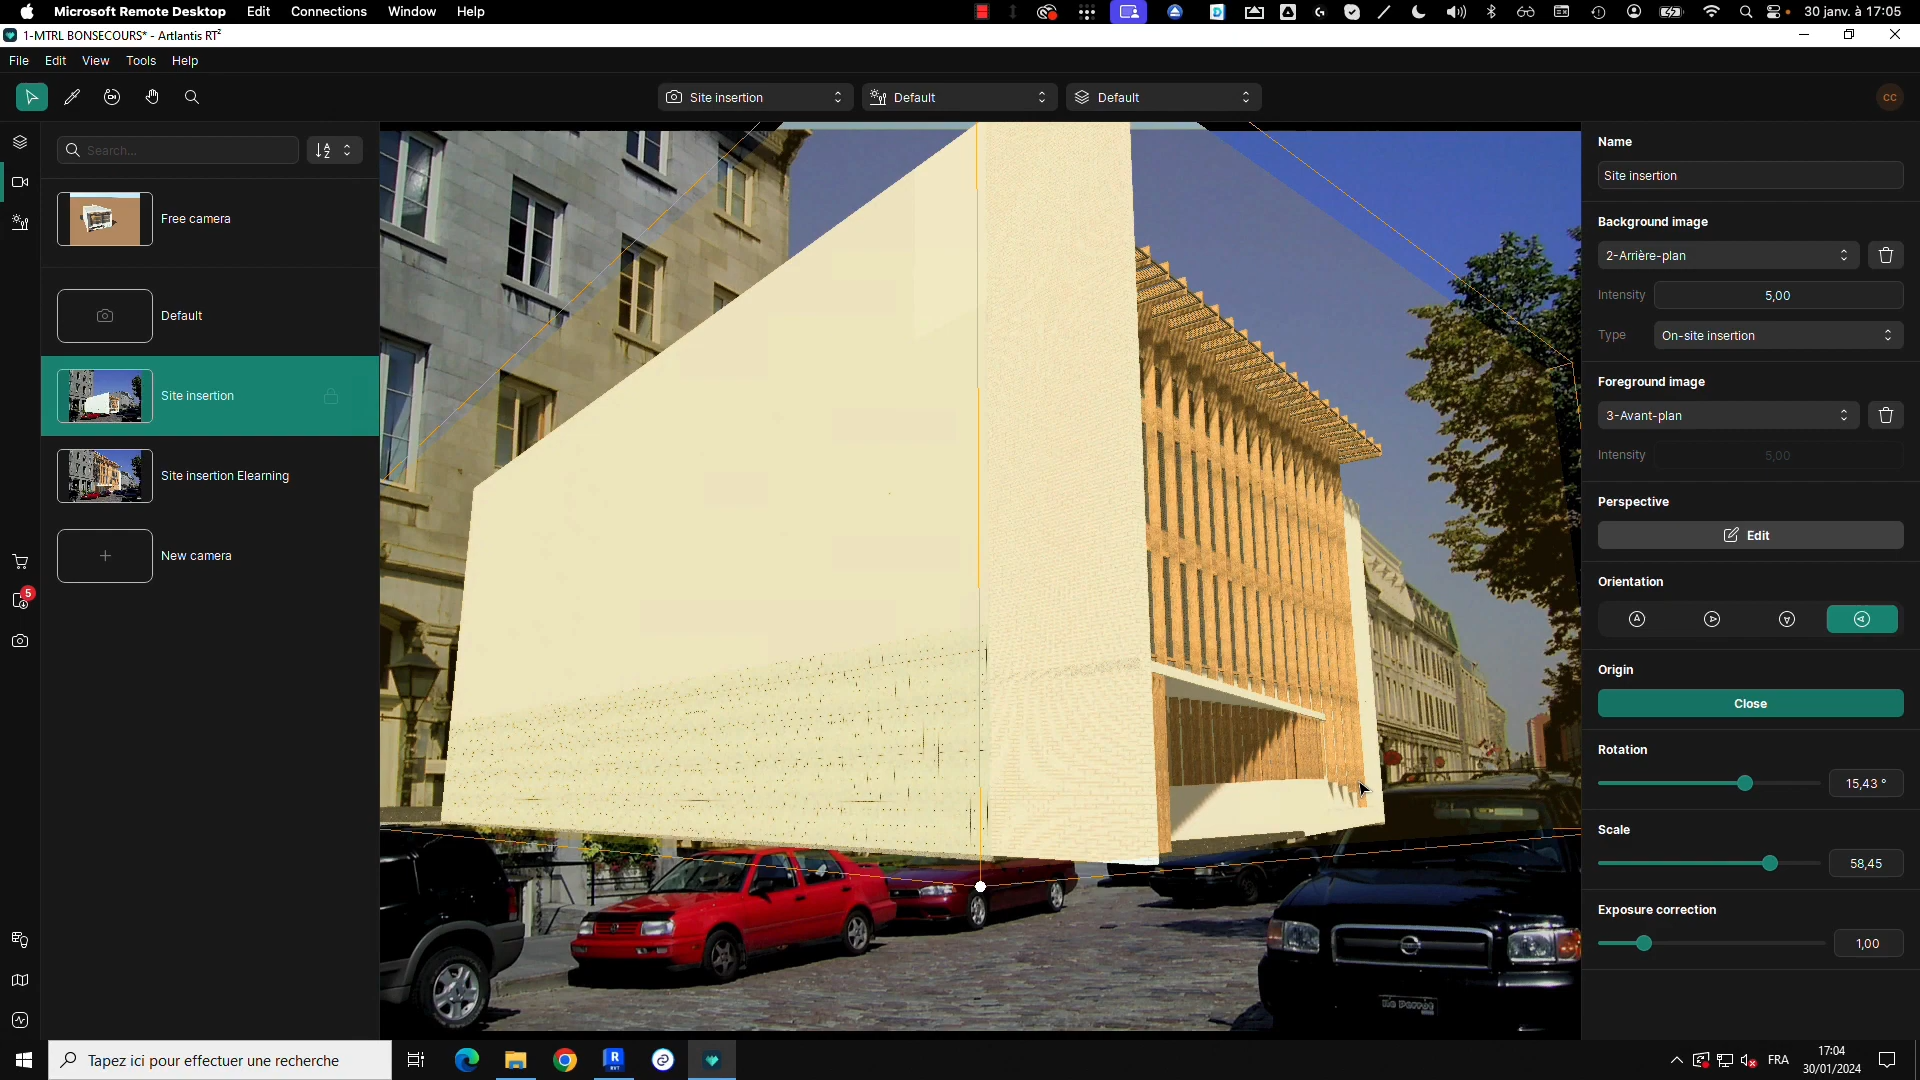 Microsoft Remote Desktop Edit Connections Window Help 30 janv. à 17:05
1-MTRL BONSECOURS* - Artlantis RT²
File Edit View Tools Help
Site insertion Default Default CC
Search...
Free camera
Default
Site insertion
Site insertion Elearning
New camera
5
Name
Site insertion
Background image
2-Arrière-plan
Intensity 5,00
Type On-site insertion
Foreground image
3-Avant-plan
Intensity 5,00
Perspective
Edit
Orientation
Origin
Close
Rotation
15,43 °
Scale
58,45
Exposure correction
1,00
Tapez ici pour effectuer une recherche
FRA
17:04
30/01/2024